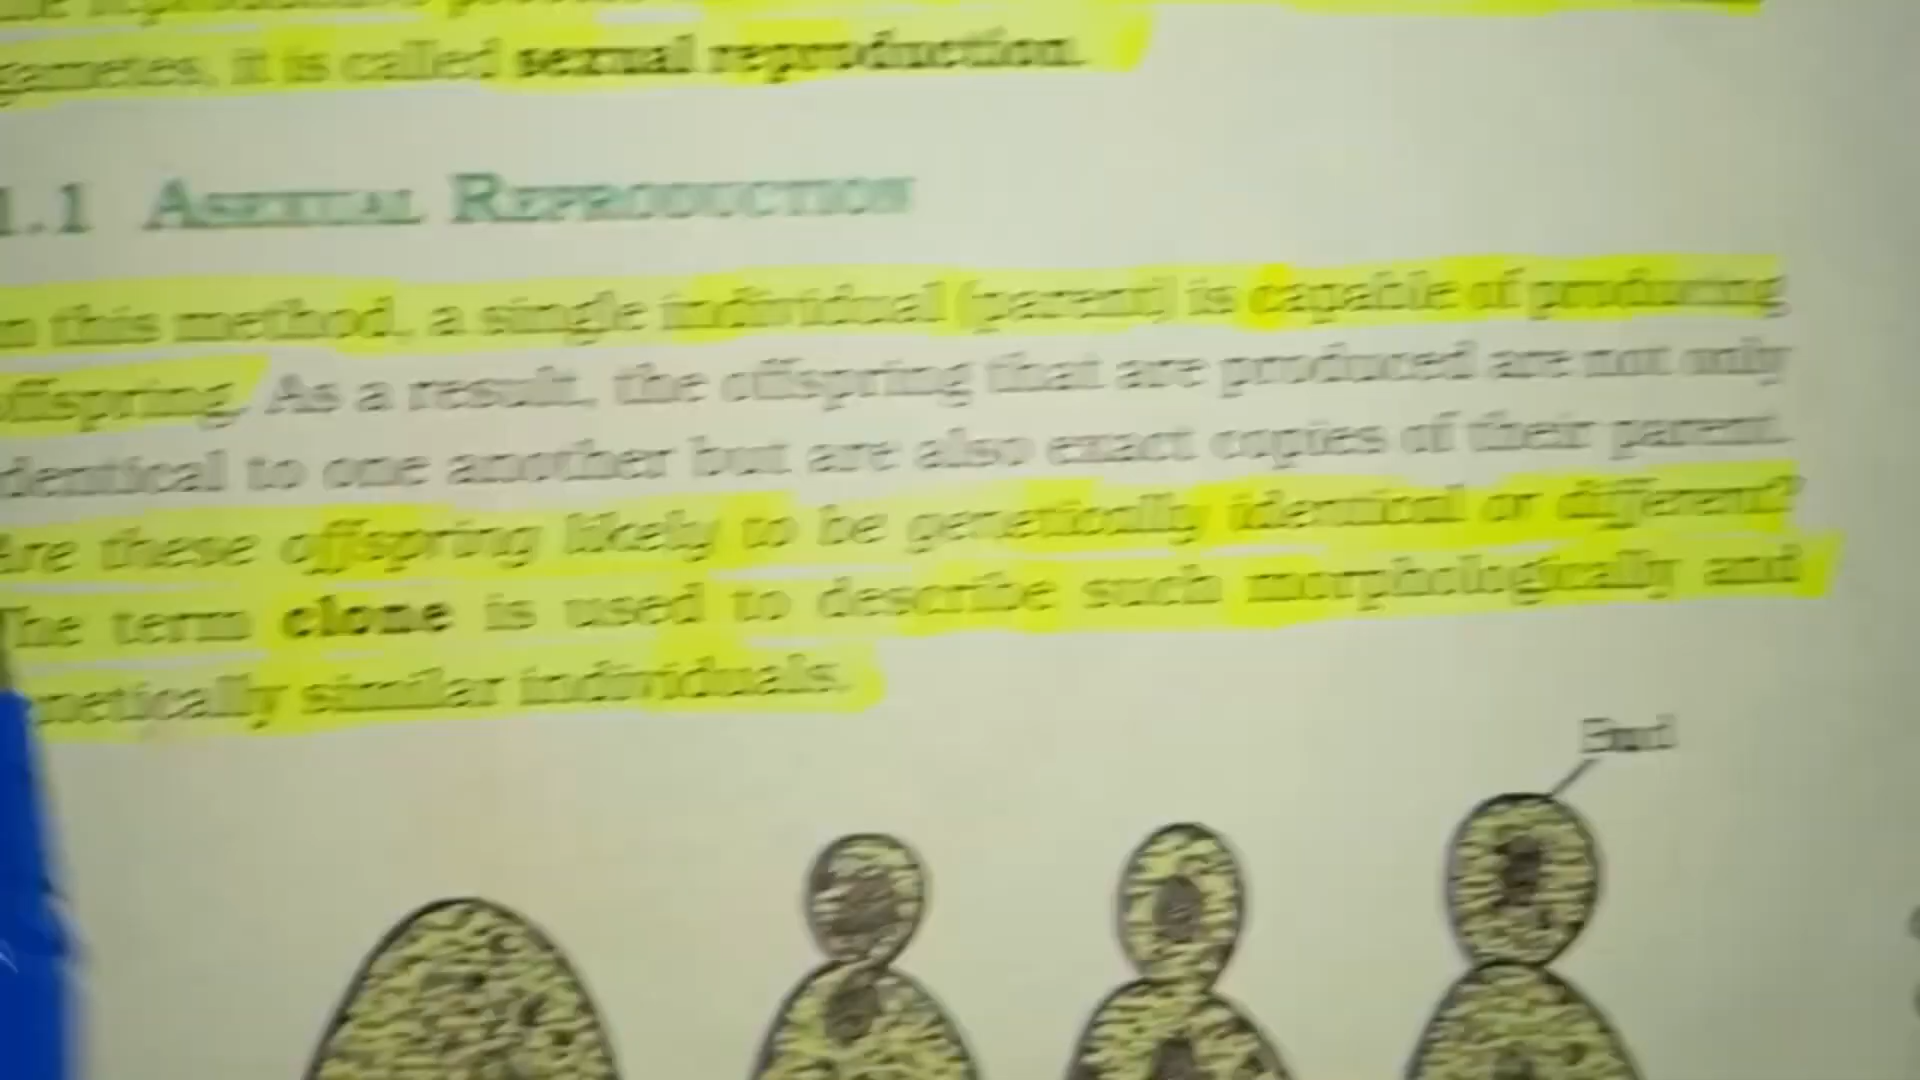 gametes, it is called sexual reproduction.
1.1 ASEXUAL REPRODUCTION
n this method, a single individual (parent) is capable of producing
offspring. As a result, the offspring that are produced are not only
identical to one another but are also exact copies of their parent.
Are these offspring likely to be genetically identical or different?
The term clone is used to describe such morphologically and
netically similar individuals.
Bud